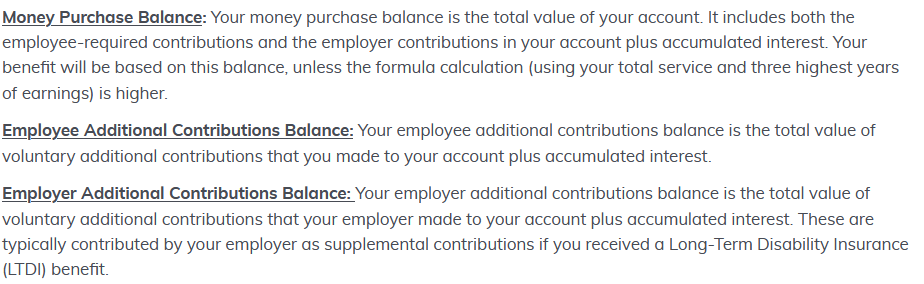 Money Purchase Balance: Your money purchase balance is the total value of your account. It includes both the
employee-required contributions and the employer contributions in your account plus accumulated interest. Your
benefit will be based on this balance, unless the formula calculation (using your total service and three highest years
of earnings) is higher.
Employee Additional Contributions Balance: Your employee additional contributions balance is the total value of
voluntary additional contributions that you made to your account plus accumulated interest.
Employer Additional Contributions Balance: Your employer additional contributions balance is the total value of
voluntary additional contributions that your employer made to your account plus accumulated interest. These are
typically contributed by your employer as supplemental contributions if you received a Long-Term Disability Insurance
(LTDI) benefit.